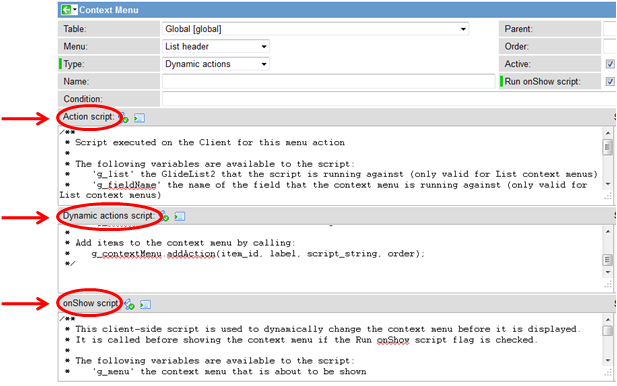 Context Menu
Table: Global [global] Parent:
Menu: List header Order:
Type: Dynamic actions Active:
Name: Run onShow script:
Condition:
Action script:
/**
* Script executed on the Client for this menu action
*
* The following variables are available to the script:
* 'g_list' the GlideList2 that the script is running against (only valid for List context menus)
* 'g_fieldName' the name of the field that the context menu is running against (only valid for
List context menus)
Dynamic actions script:
*
* Add items to the context menu by calling:
* g_contextMenu.addAction(item_id, label, script_string, order);
*/
onShow script:
/**
* This client-side script is used to dynamically change the context menu before it is displayed.
* It is called before showing the context menu if the Run onShow script flag is checked.
*
* The following variables are available to the script:
* 'g_menu' the context menu that is about to be shown